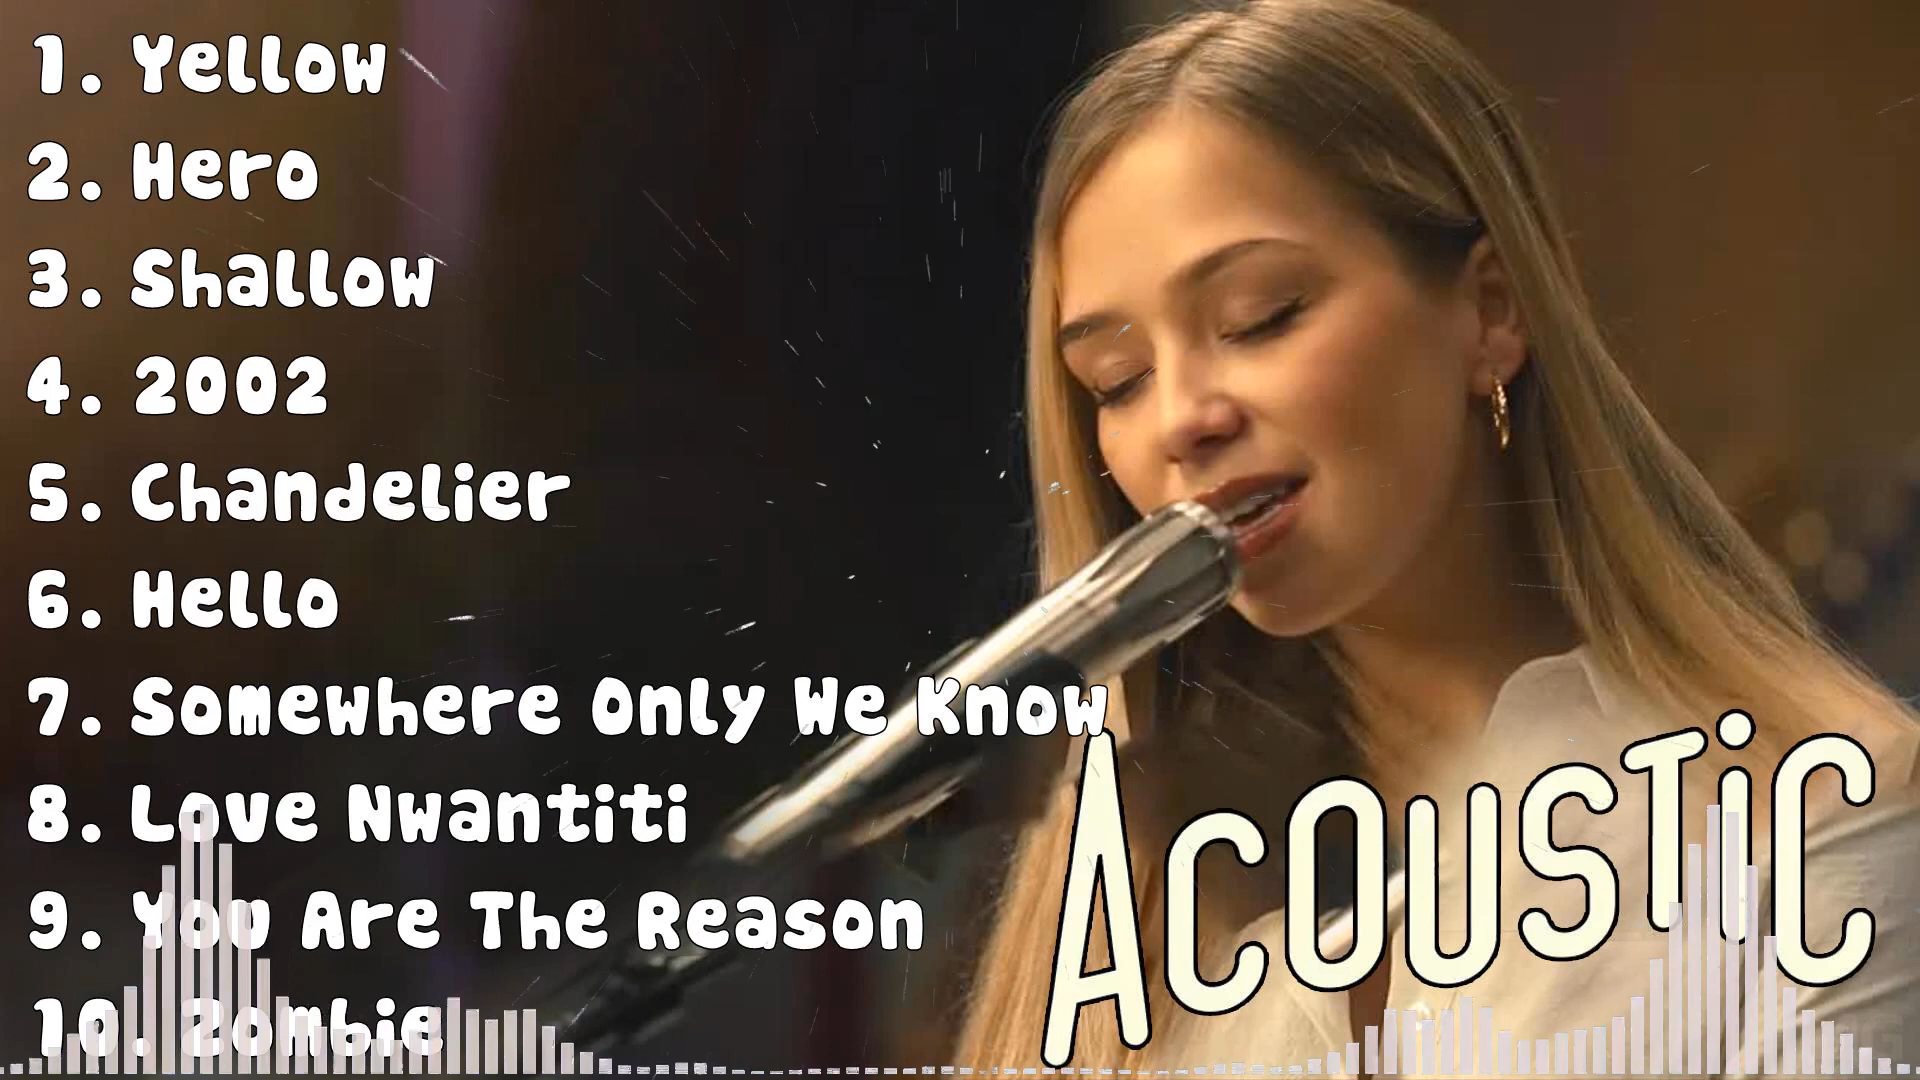 1. Yellow
2. Hero
3. Shallow
4. 2002
5. Chandelier
6. Hello
7. Somewhere Only We Know
8. Love Nwantiti
9. You Are The Reason
10. Zombie
Acoustic